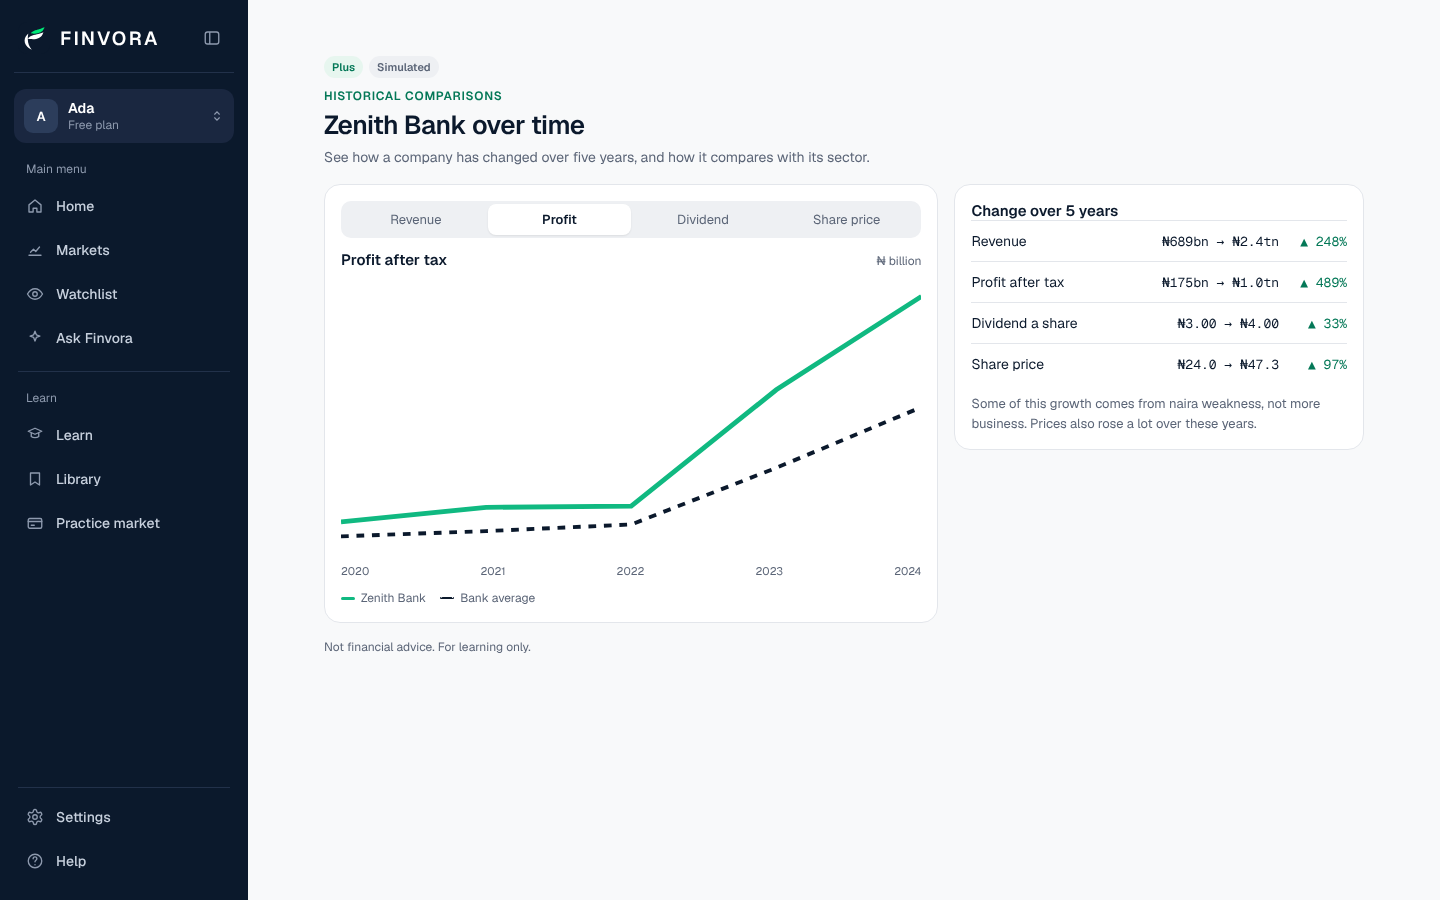 FINVORA
A
Ada
Free plan
Main menu
Home
Markets
Watchlist
Ask Finvora
Learn
Learn
Library
Practice market
Settings
Help
Plus Simulated
HISTORICAL COMPARISONS
Zenith Bank over time
See how a company has changed over five years, and how it compares with its sector.
Revenue Profit Dividend Share price
Profit after tax ₦ billion
2020 2021 2022 2023 2024
Zenith Bank Bank average
Change over 5 years
Revenue ₦689bn → ₦2.4tn ▲ 248%
Profit after tax ₦175bn → ₦1.0tn ▲ 489%
Dividend a share ₦3.00 → ₦4.00 ▲ 33%
Share price ₦24.0 → ₦47.3 ▲ 97%
Some of this growth comes from naira weakness, not more
business. Prices also rose a lot over these years.
Not financial advice. For learning only.